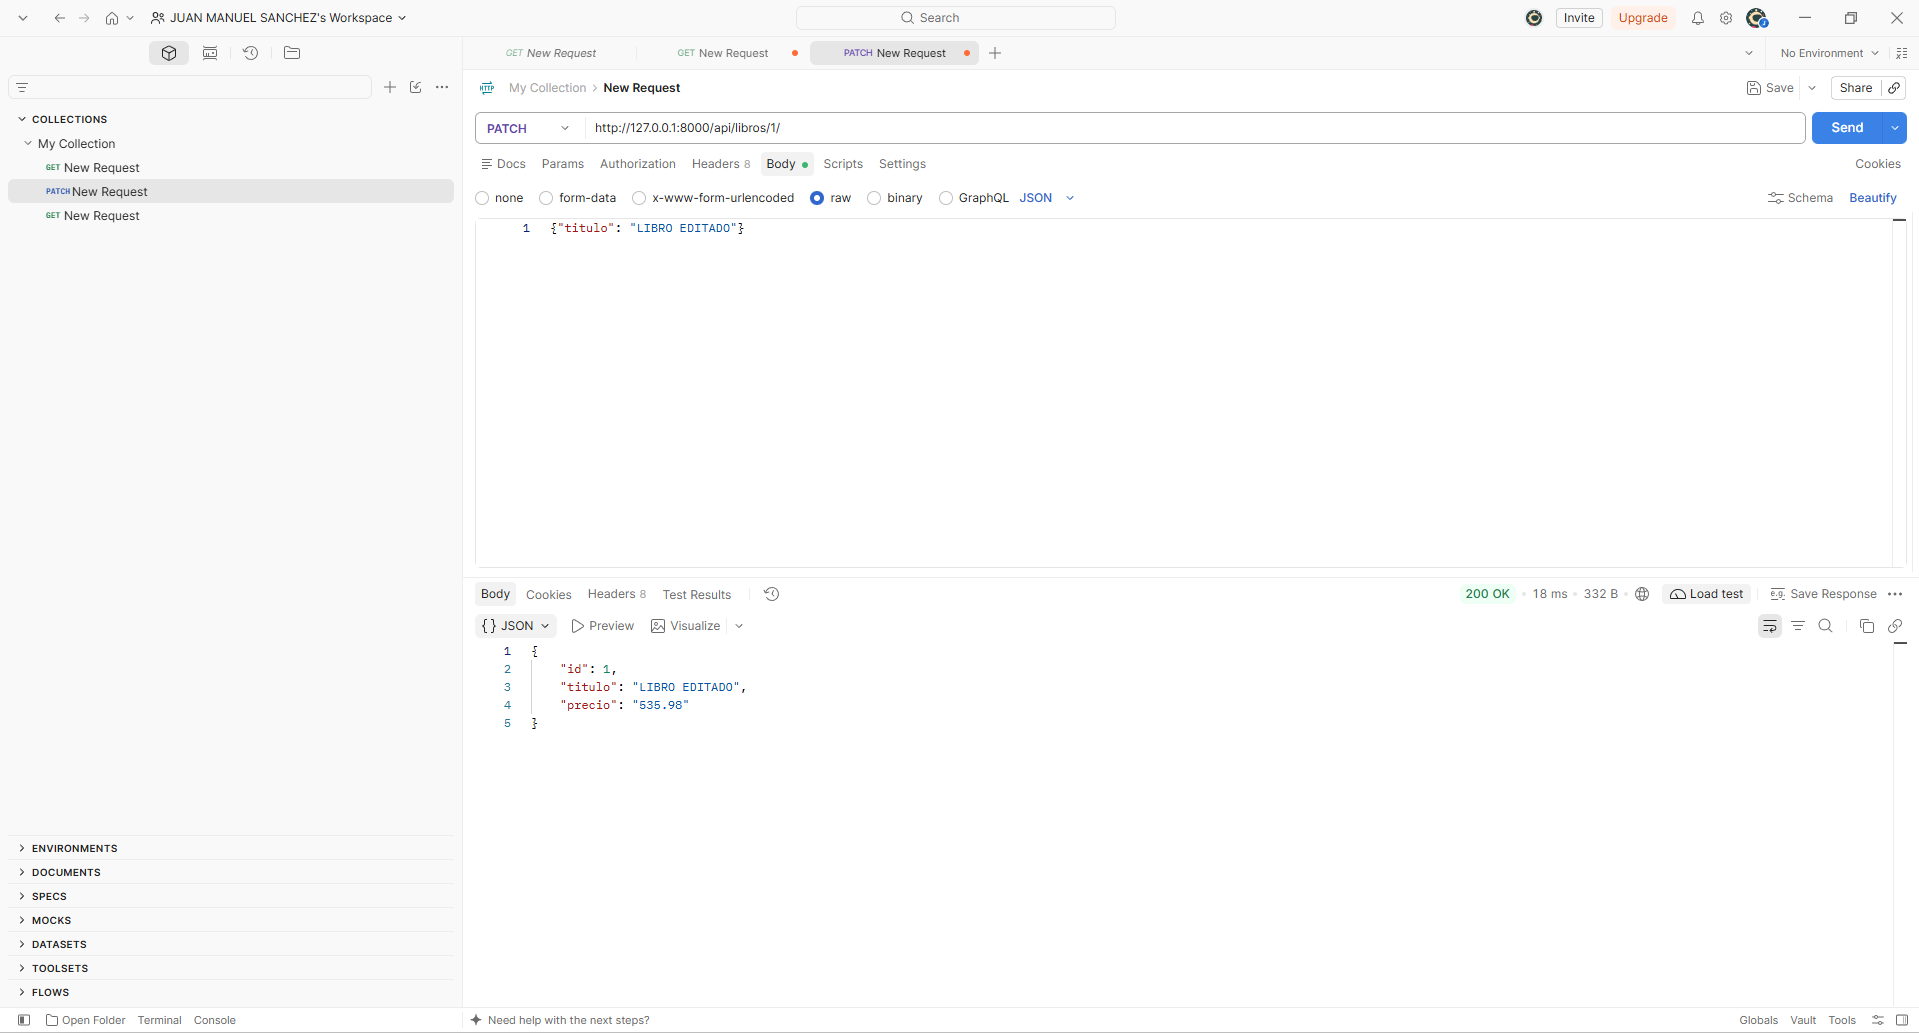 JUAN MANUEL SANCHEZ's Workspace
Search
Invite
Upgrade
GET New Request
GET New Request
PATCH New Request
No Environment
COLLECTIONS
My Collection
GET New Request
PATCH New Request
GET New Request
HTTP
My Collection > New Request
Save
Share
PATCH
http://127.0.0.1:8000/api/libros/1/
Send
Docs
Params
Authorization
Headers 8
Body
Scripts
Settings
Cookies
none
form-data
x-www-form-urlencoded
raw
binary
GraphQL
JSON
Schema
Beautify
1 {"titulo": "LIBRO EDITADO"}
Body
Cookies
Headers 8
Test Results
200 OK • 18 ms • 332 B •
Load test
e.g. Save Response
{} JSON
Preview
Visualize
1 {
2 "id": 1,
3 "titulo": "LIBRO EDITADO",
4 "precio": "535.98"
5 }
ENVIRONMENTS
DOCUMENTS
SPECS
MOCKS
DATASETS
TOOLSETS
FLOWS
Open Folder
Terminal
Console
Need help with the next steps?
Globals
Vault
Tools